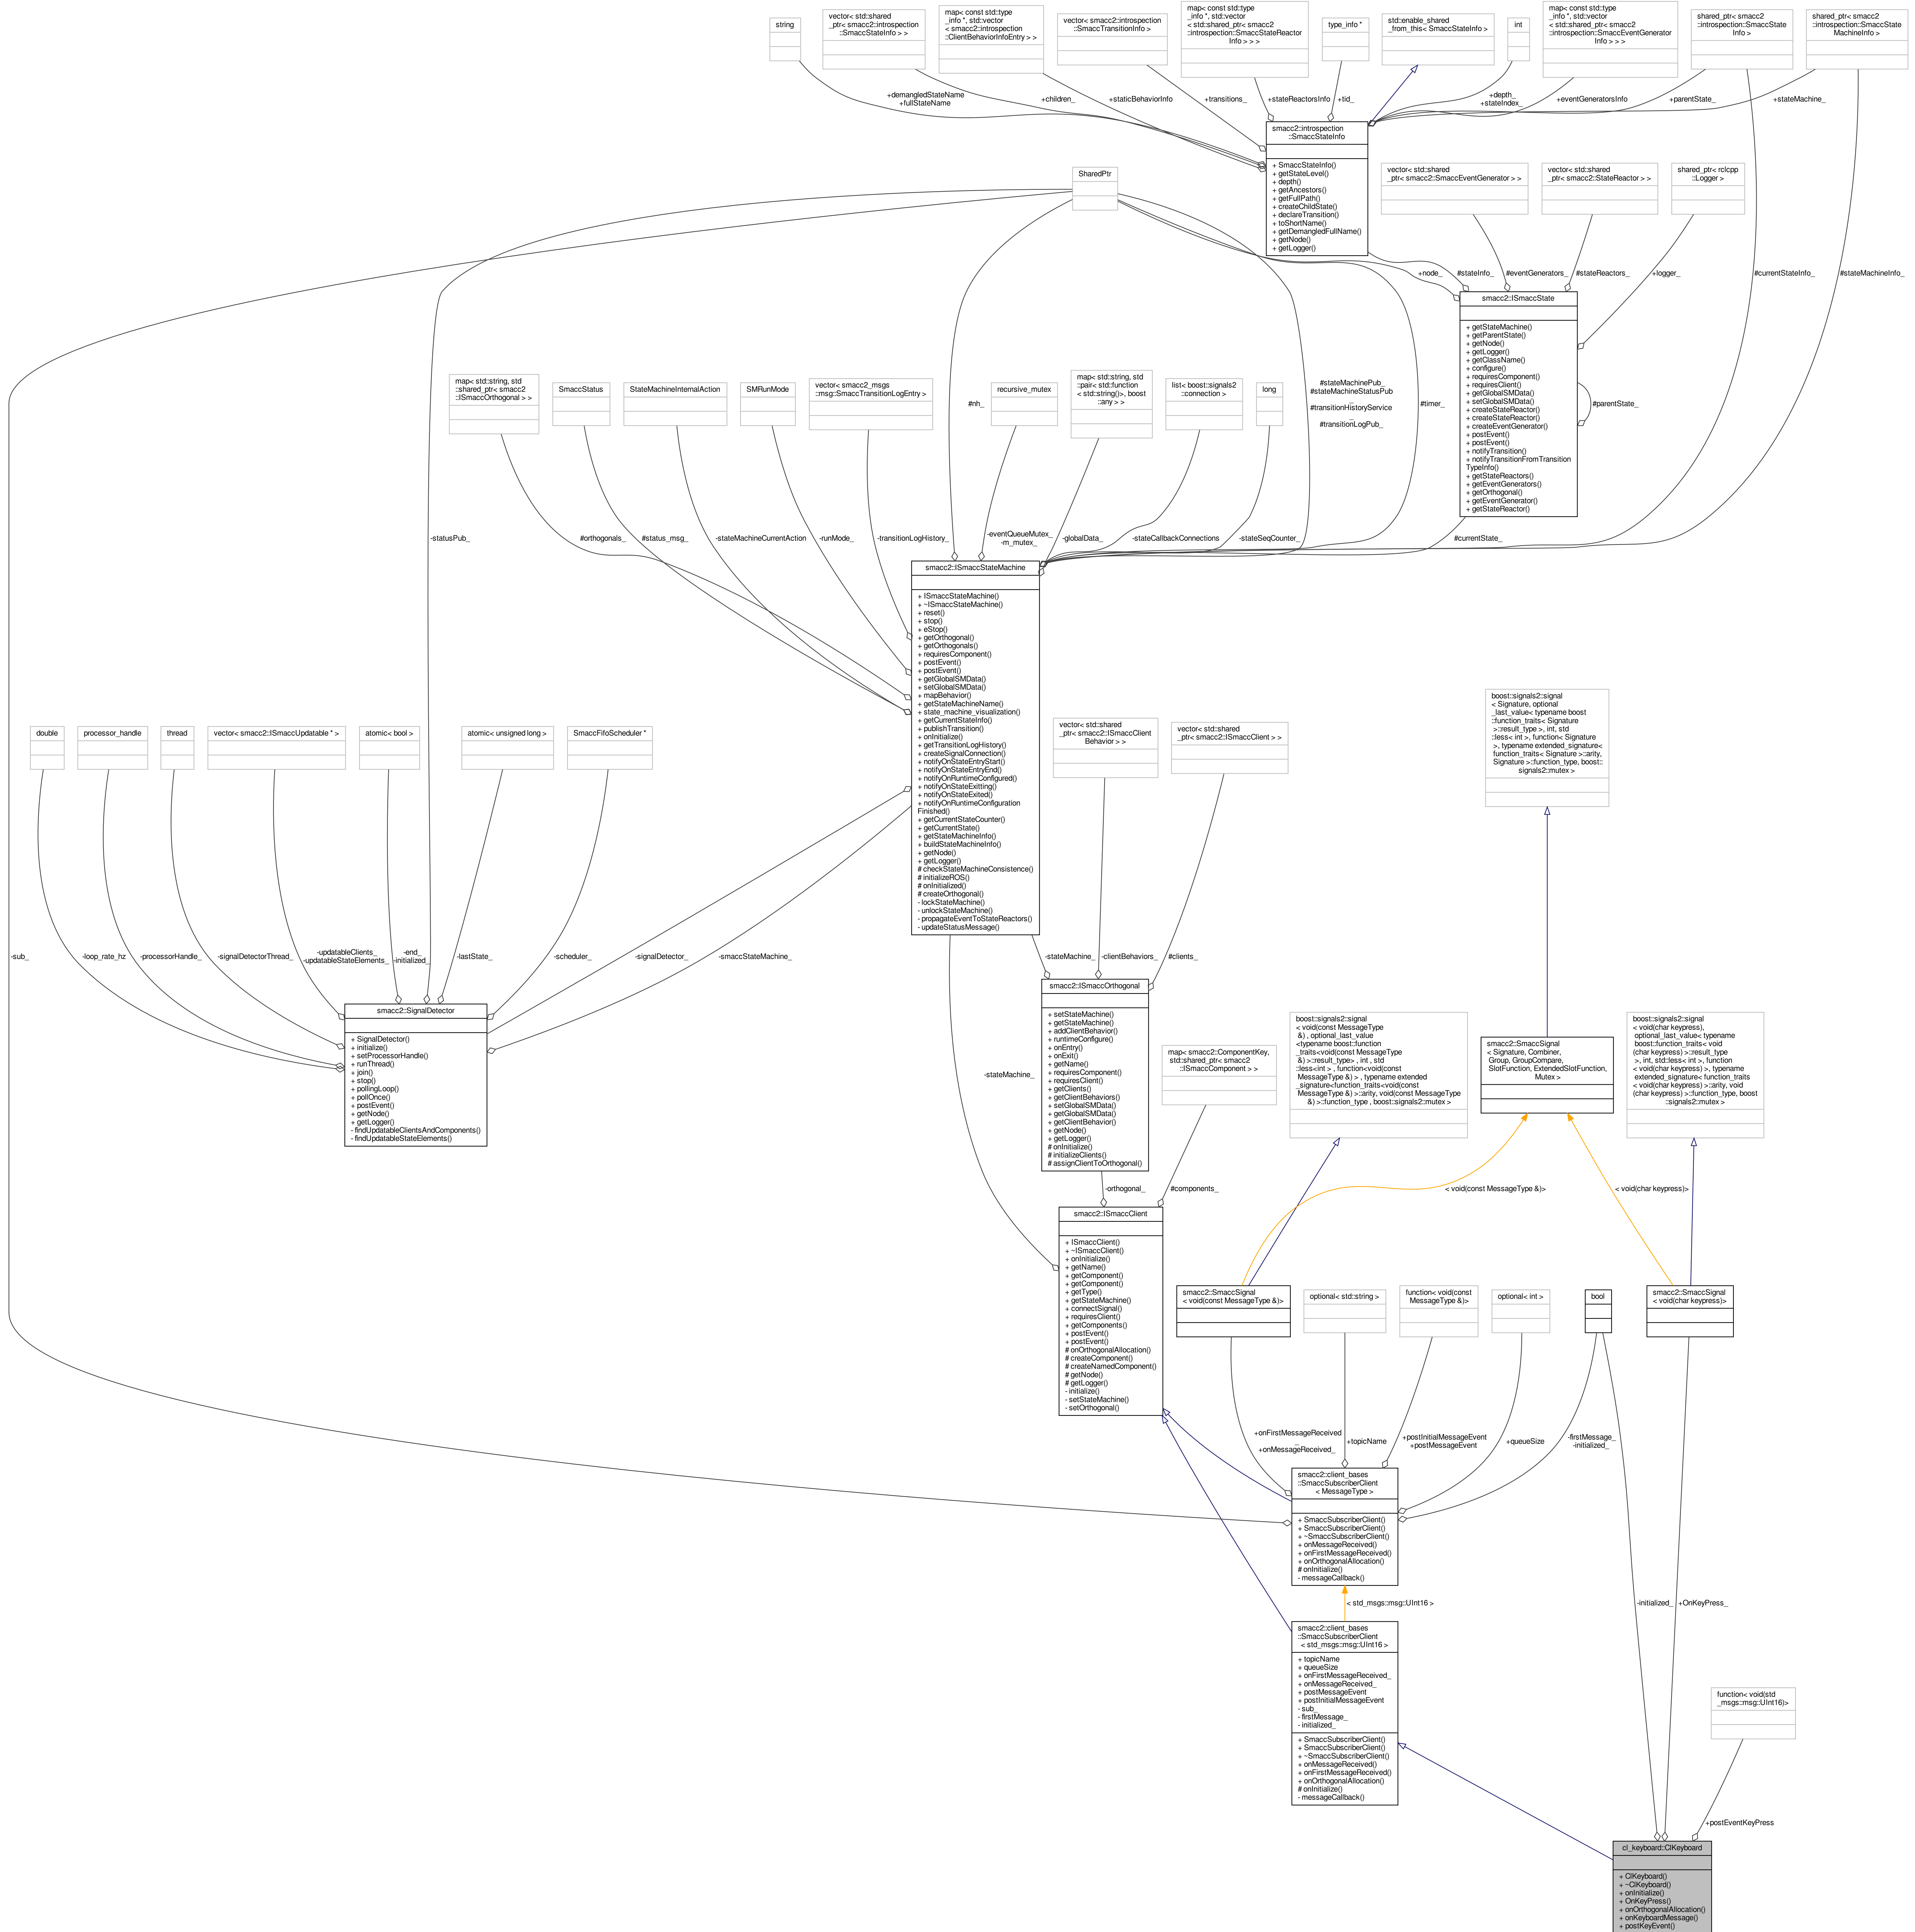 string
vector< std::shared
_ptr< smacc2::introspection
::SmaccStateInfo > >
map< const std::type
_info *, std::vector
< smacc2::introspection
::ClientBehaviorInfoEntry > >
vector< smacc2::introspection
::SmaccTransitionInfo >
map< const std::type
_info *, std::vector
< std::shared_ptr< smacc2
::introspection::SmaccStateReactor
Info > > >
type_info *
std::enable_shared
_from_this< SmaccStateInfo >
int
map< const std::type
_info *, std::vector
< std::shared_ptr< smacc2
::introspection::SmaccEventGenerator
Info > > >
shared_ptr< smacc2
::introspection::SmaccState
Info >
shared_ptr< smacc2
::introspection::SmaccState
MachineInfo >
+demangledStateName
+fullStateName
+children_
+staticBehaviorInfo
+transitions_
+stateReactorsInfo
+tid_
+depth_
+stateIndex_
+eventGeneratorsInfo
+parentState_
+stateMachine_
smacc2::introspection
::SmaccStateInfo
+ SmaccStateInfo()
+ getStateLevel()
+ depth()
+ getAncestors()
+ getFullPath()
+ createChildState()
+ declareTransition()
+ toShortName()
+ getDemangledFullName()
+ getNode()
+ getLogger()
SharedPtr
vector< std::shared
_ptr< smacc2::SmaccEventGenerator > >
vector< std::shared
_ptr< smacc2::StateReactor > >
shared_ptr< rclcpp
::Logger >
+node_
#stateInfo_
#eventGenerators_
#stateReactors_
+logger_
#currentStateInfo_
#stateMachineInfo_
smacc2::ISmaccState
+ getStateMachine()
+ getParentState()
+ getNode()
+ getLogger()
+ getClassName()
+ configure()
+ requiresComponent()
+ requiresClient()
+ getGlobalSMData()
+ setGlobalSMData()
+ createStateReactor()
+ createStateReactor()
+ createEventGenerator()
+ postEvent()
+ postEvent()
+ notifyTransition()
+ notifyTransitionFromTransition
TypeInfo()
+ getStateReactors()
+ getEventGenerators()
+ getOrthogonal()
+ getEventGenerator()
+ getStateReactor()
#parentState_
map< std::string, std
::shared_ptr< smacc2
::ISmaccOrthogonal > >
SmaccStatus
StateMachineInternalAction
SMRunMode
vector< smacc2_msgs
::msg::SmaccTransitionLogEntry >
#nh_
recursive_mutex
map< std::string, std
::pair< std::function
< std::string()>, boost
::any > >
list< boost::signals2
::connection >
long
#stateMachinePub_
#stateMachineStatusPub
_
#transitionHistoryService
_
#transitionLogPub_
#timer_
-statusPub_
#orthogonals_
#status_msg_
-stateMachineCurrentAction
-runMode_
-transitionLogHistory_
-eventQueueMutex_
-m_mutex_
-globalData_
-stateCallbackConnections
-stateSeqCounter_
#currentState_
smacc2::ISmaccStateMachine
+ ISmaccStateMachine()
+ ~ISmaccStateMachine()
+ reset()
+ stop()
+ eStop()
+ getOrthogonal()
+ getOrthogonals()
+ requiresComponent()
+ postEvent()
+ postEvent()
+ getGlobalSMData()
+ setGlobalSMData()
+ mapBehavior()
+ getStateMachineName()
+ state_machine_visualization()
+ getCurrentStateInfo()
+ publishTransition()
+ onInitialize()
+ getTransitionLogHistory()
+ createSignalConnection()
+ notifyOnStateEntryStart()
+ notifyOnStateEntryEnd()
+ notifyOnRuntimeConfigured()
+ notifyOnStateExitting()
+ notifyOnStateExited()
+ notifyOnRuntimeConfiguration
Finished()
+ getCurrentStateCounter()
+ getCurrentState()
+ getStateMachineInfo()
+ buildStateMachineInfo()
+ getNode()
+ getLogger()
# checkStateMachineConsistence()
# initializeROS()
# onInitialized()
# createOrthogonal()
- lockStateMachine()
- unlockStateMachine()
- propagateEventToStateReactors()
- updateStatusMessage()
double
processor_handle
thread
vector< smacc2::ISmaccUpdatable * >
atomic< bool >
atomic< unsigned long >
SmaccFifoScheduler *
vector< std::shared
_ptr< smacc2::ISmaccClient
Behavior > >
vector< std::shared
_ptr< smacc2::ISmaccClient > >
boost::signals2::signal
< Signature, optional
_last_value< typename boost
::function_traits< Signature
>::result_type >, int, std
::less< int >, function< Signature
>, typename extended_signature<
function_traits< Signature >::arity,
Signature >::function_type, boost::
signals2::mutex >
-sub_
-loop_rate_hz
-processorHandle_
-signalDetectorThread_
-updatableClients_
-updatableStateElements_
-end_
-initialized_
-lastState_
-scheduler_
-signalDetector_
-smaccStateMachine_
-stateMachine_
-clientBehaviors_
#clients_
smacc2::SignalDetector
+ SignalDetector()
+ initialize()
+ setProcessorHandle()
+ runThread()
+ join()
+ stop()
+ pollingLoop()
+ pollOnce()
+ postEvent()
+ getNode()
+ getLogger()
- findUpdatableClientsAndComponents()
- findUpdatableStateElements()
smacc2::ISmaccOrthogonal
+ setStateMachine()
+ getStateMachine()
+ addClientBehavior()
+ runtimeConfigure()
+ onEntry()
+ onExit()
+ getName()
+ requiresComponent()
+ requiresClient()
+ getClients()
+ getClientBehaviors()
+ setGlobalSMData()
+ getGlobalSMData()
+ getClientBehavior()
+ getNode()
+ getLogger()
# onInitialize()
# initializeClients()
# assignClientToOrthogonal()
-stateMachine_
map< smacc2::ComponentKey,
std::shared_ptr< smacc2
::ISmaccComponent > >
boost::signals2::signal
< void(const MessageType
&) , optional_last_value
<typename boost::function
_traits<void(const MessageType
&) >::result_type> , int , std
::less<int > , function<void(const
MessageType &) > , typename extended
_signature<function_traits<void(const
MessageType &) >::arity, void(const MessageType
&) >::function_type , boost::signals2::mutex >
smacc2::SmaccSignal
< Signature, Combiner,
Group, GroupCompare,
SlotFunction, ExtendedSlotFunction,
Mutex >
boost::signals2::signal
< void(char keypress),
optional_last_value< typename
boost::function_traits< void
(char keypress) >::result_type
>, int, std::less< int >, function
< void(char keypress) >, typename
extended_signature< function_traits
< void(char keypress) >::arity, void
(char keypress) >::function_type, boost
::signals2::mutex >
-orthogonal_
#components_
< void(const MessageType &)>
< void(char keypress)>
smacc2::ISmaccClient
+ ISmaccClient()
+ ~ISmaccClient()
+ onInitialize()
+ getName()
+ getComponent()
+ getComponent()
+ getType()
+ getStateMachine()
+ connectSignal()
+ requiresClient()
+ getComponents()
+ postEvent()
+ postEvent()
# onOrthogonalAllocation()
# createComponent()
# createNamedComponent()
# getNode()
# getLogger()
- initialize()
- setStateMachine()
- setOrthogonal()
smacc2::SmaccSignal
< void(const MessageType &)>
optional< std::string >
function< void(const
MessageType &)>
optional< int >
bool
smacc2::SmaccSignal
< void(char keypress)>
+onFirstMessageReceived
_
+onMessageReceived_
+topicName
+postInitialMessageEvent
+postMessageEvent
+queueSize
-firstMessage_
-initialized_
smacc2::client_bases
::SmaccSubscriberClient
< MessageType >
+ SmaccSubscriberClient()
+ SmaccSubscriberClient()
+ ~SmaccSubscriberClient()
+ onMessageReceived()
+ onFirstMessageReceived()
+ onOrthogonalAllocation()
# onInitialize()
- messageCallback()
< std_msgs::msg::UInt16 >
-initialized_
+OnKeyPress_
smacc2::client_bases
::SmaccSubscriberClient
< std_msgs::msg::UInt16 >
+ topicName
+ queueSize
+ onFirstMessageReceived_
+ onMessageReceived_
+ postMessageEvent
+ postInitialMessageEvent
- sub_
- firstMessage_
- initialized_
+ SmaccSubscriberClient()
+ SmaccSubscriberClient()
+ ~SmaccSubscriberClient()
+ onMessageReceived()
+ onFirstMessageReceived()
+ onOrthogonalAllocation()
# onInitialize()
- messageCallback()
function< void(std
_msgs::msg::UInt16)>
+postEventKeyPress
cl_keyboard::ClKeyboard
+ ClKeyboard()
+ ~ClKeyboard()
+ onInitialize()
+ OnKeyPress()
+ onOrthogonalAllocation()
+ onKeyboardMessage()
+ postKeyEvent()